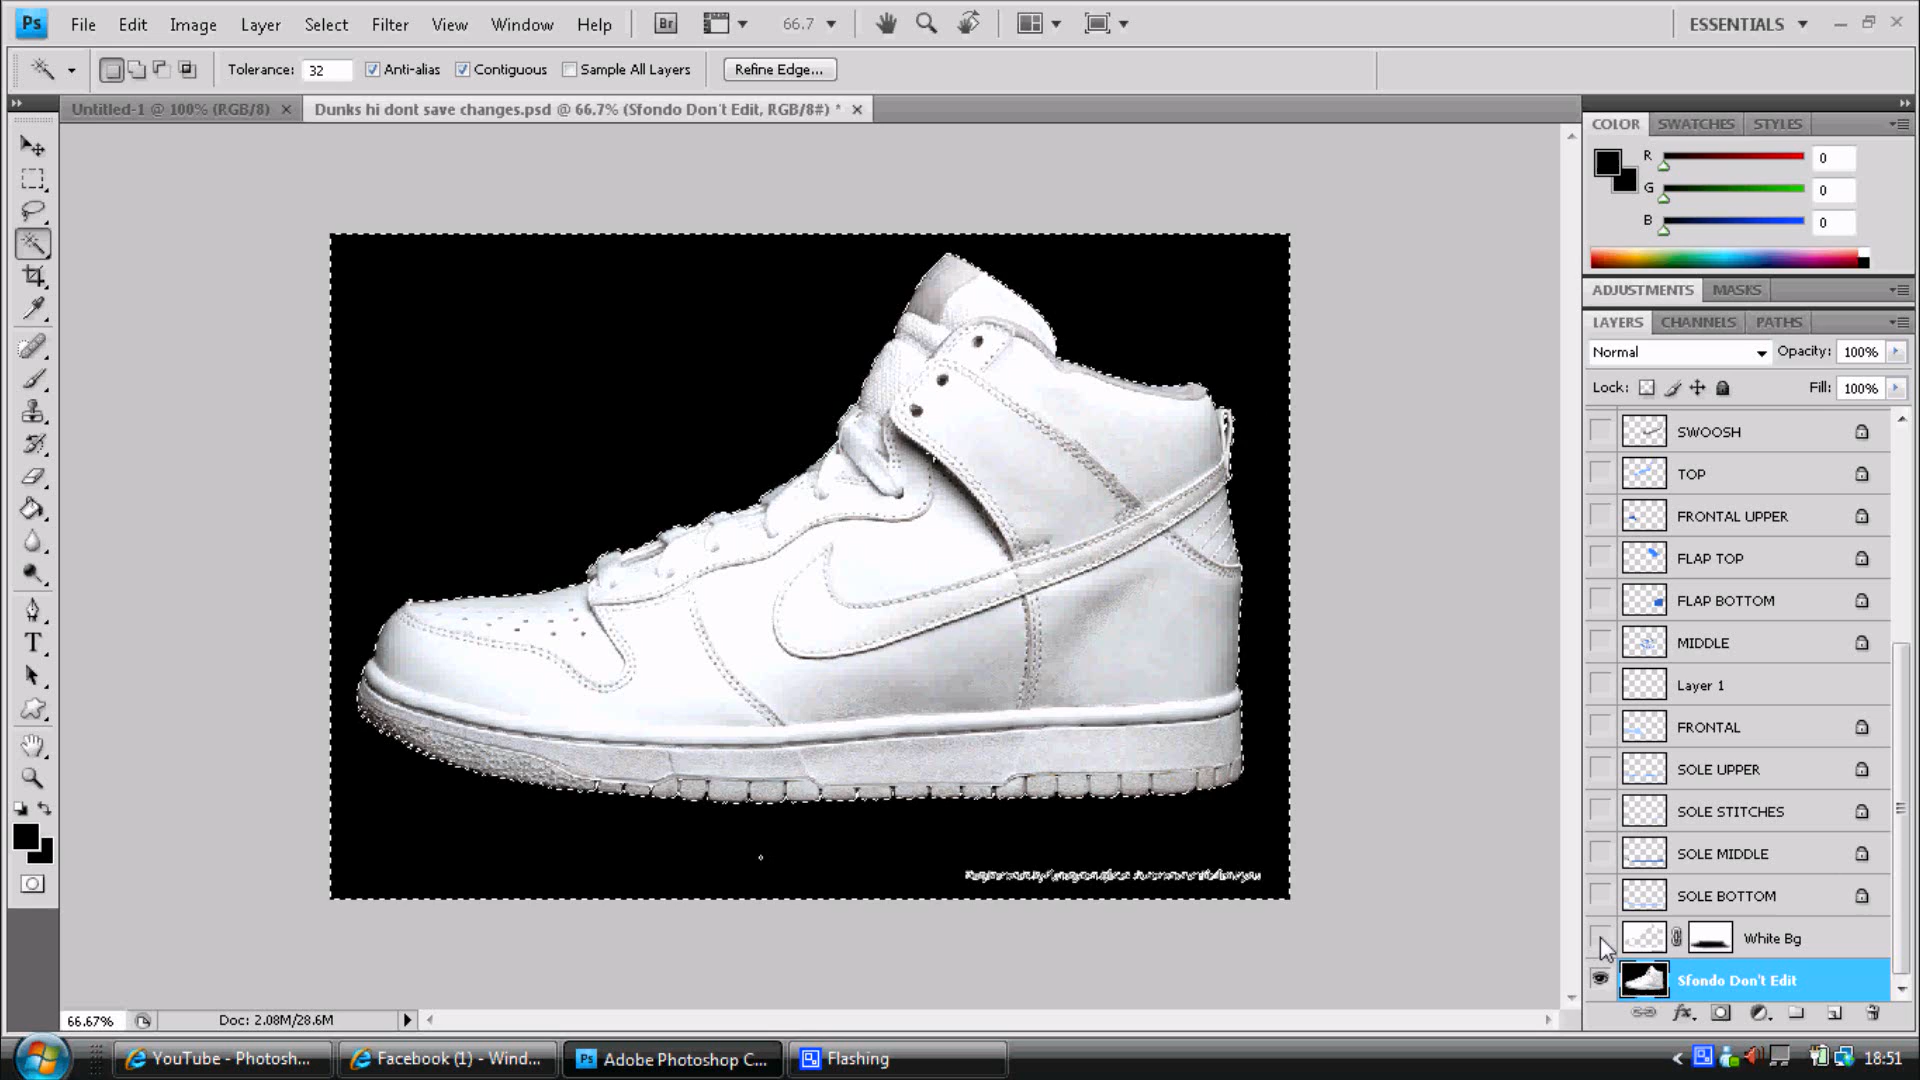 Ps File Edit Image Layer Select Filter View Window Help Br 66.7 ESSENTIALS
Tolerance: 32 Anti-alias Contiguous Sample All Layers Refine Edge...
Untitled-1 @ 100% (RGB/8) Dunks hi dont save changes.psd @ 66.7% (Sfondo Don't Edit, RGB/8#) *
COLOR SWATCHES STYLES
R 0
G 0
B 0
ADJUSTMENTS MASKS
LAYERS CHANNELS PATHS
Normal Opacity: 100%
Lock: Fill: 100%
SWOOSH
TOP
FRONTAL UPPER
FLAP TOP
FLAP BOTTOM
MIDDLE
Layer 1
FRONTAL
SOLE UPPER
SOLE STITCHES
SOLE MIDDLE
SOLE BOTTOM
White Bg
Sfondo Don't Edit
66.67% Doc: 2.08M/28.6M
YouTube - Photosh... Facebook (1) - Wind... Ps Adobe Photoshop C... Flashing 18:51